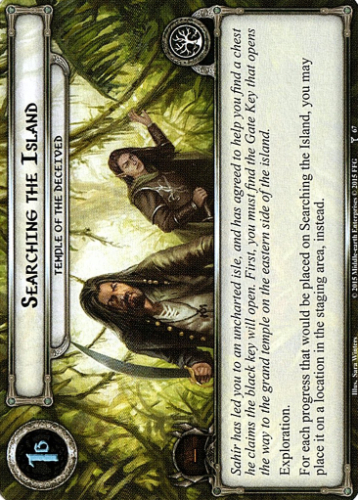 1B
Searching the Island
Temple of the Deceived
Sahír has led you to an uncharted isle, and has agreed to help you find a chest
he claims the black key will open. First, you must find the Gate Key that opens
the way to the grand temple on the eastern side of the island.
Exploration.
For each progress that would be placed on Searching the Island, you may
place it on a location in the staging area, instead.
Illus. Sara Winters © 2015 Middle-earth Enterprises © 2015 FFG 67